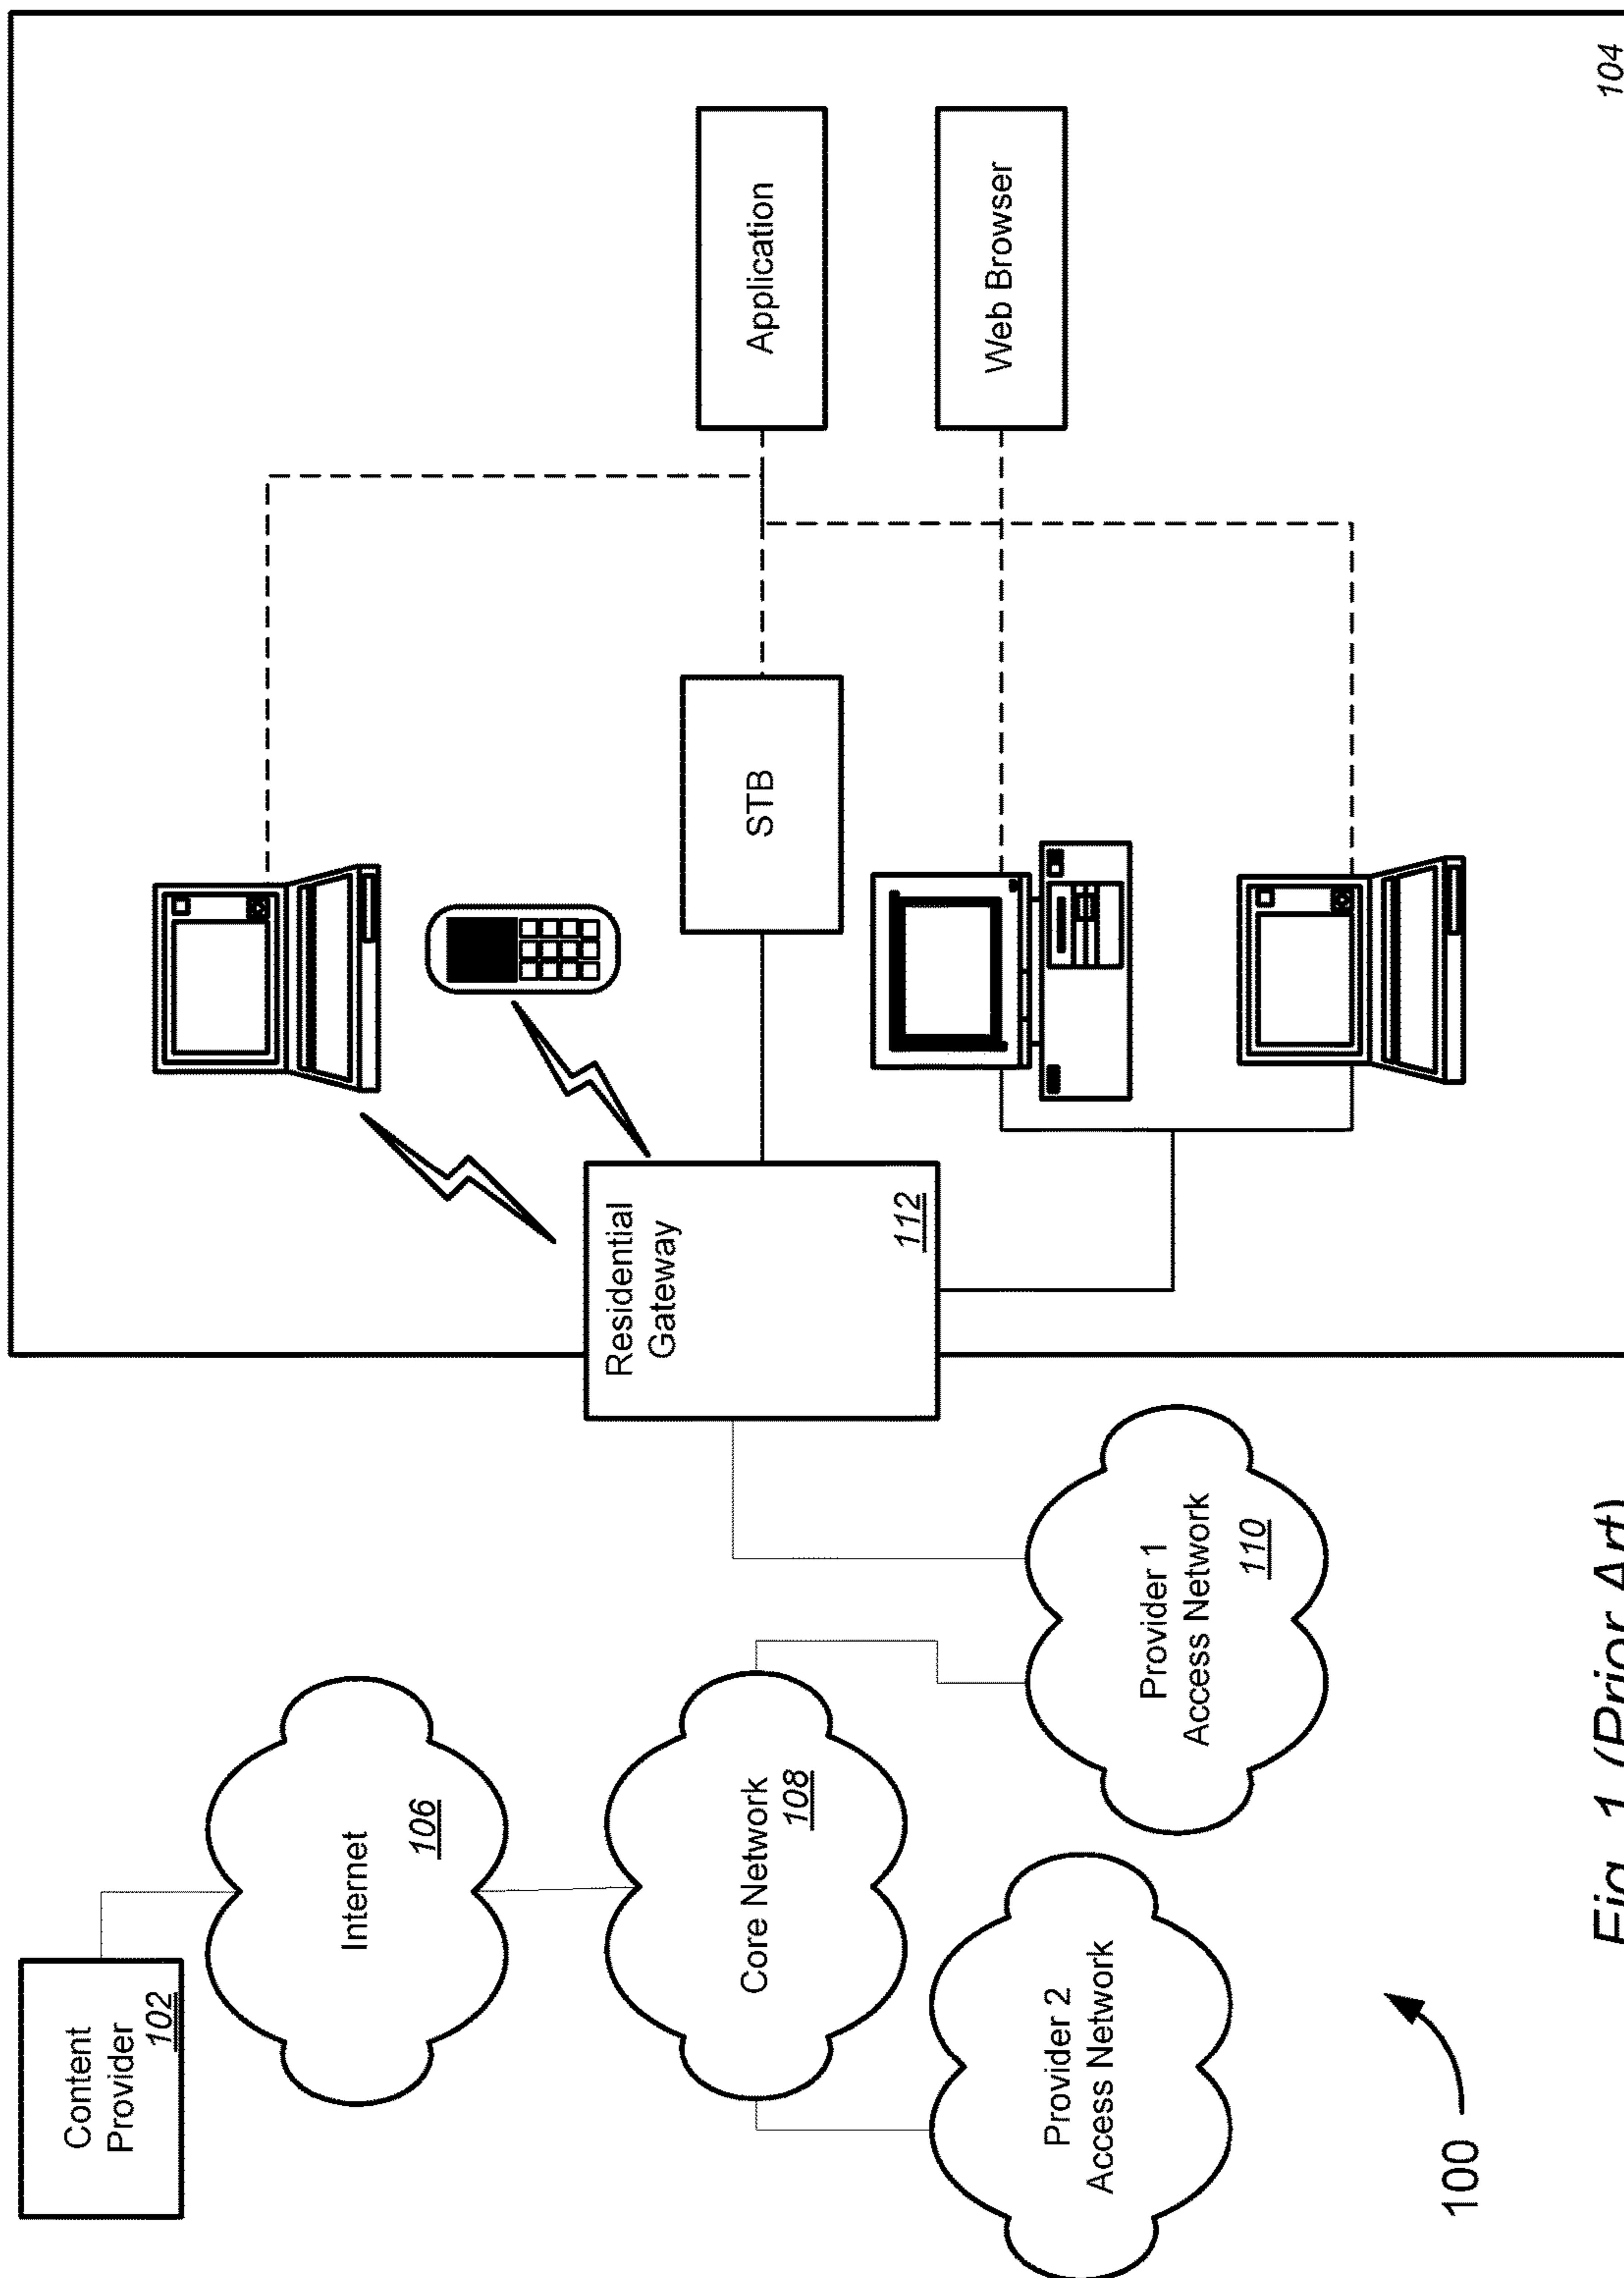 Content
Provider
102
Internet
106
Core Network
108
Provider 2
Access Network
Provider 1
Access Network
110
Residential
Gateway
112
STB
Application
Web Browser
104
100
Fig. 1 (Prior Art)